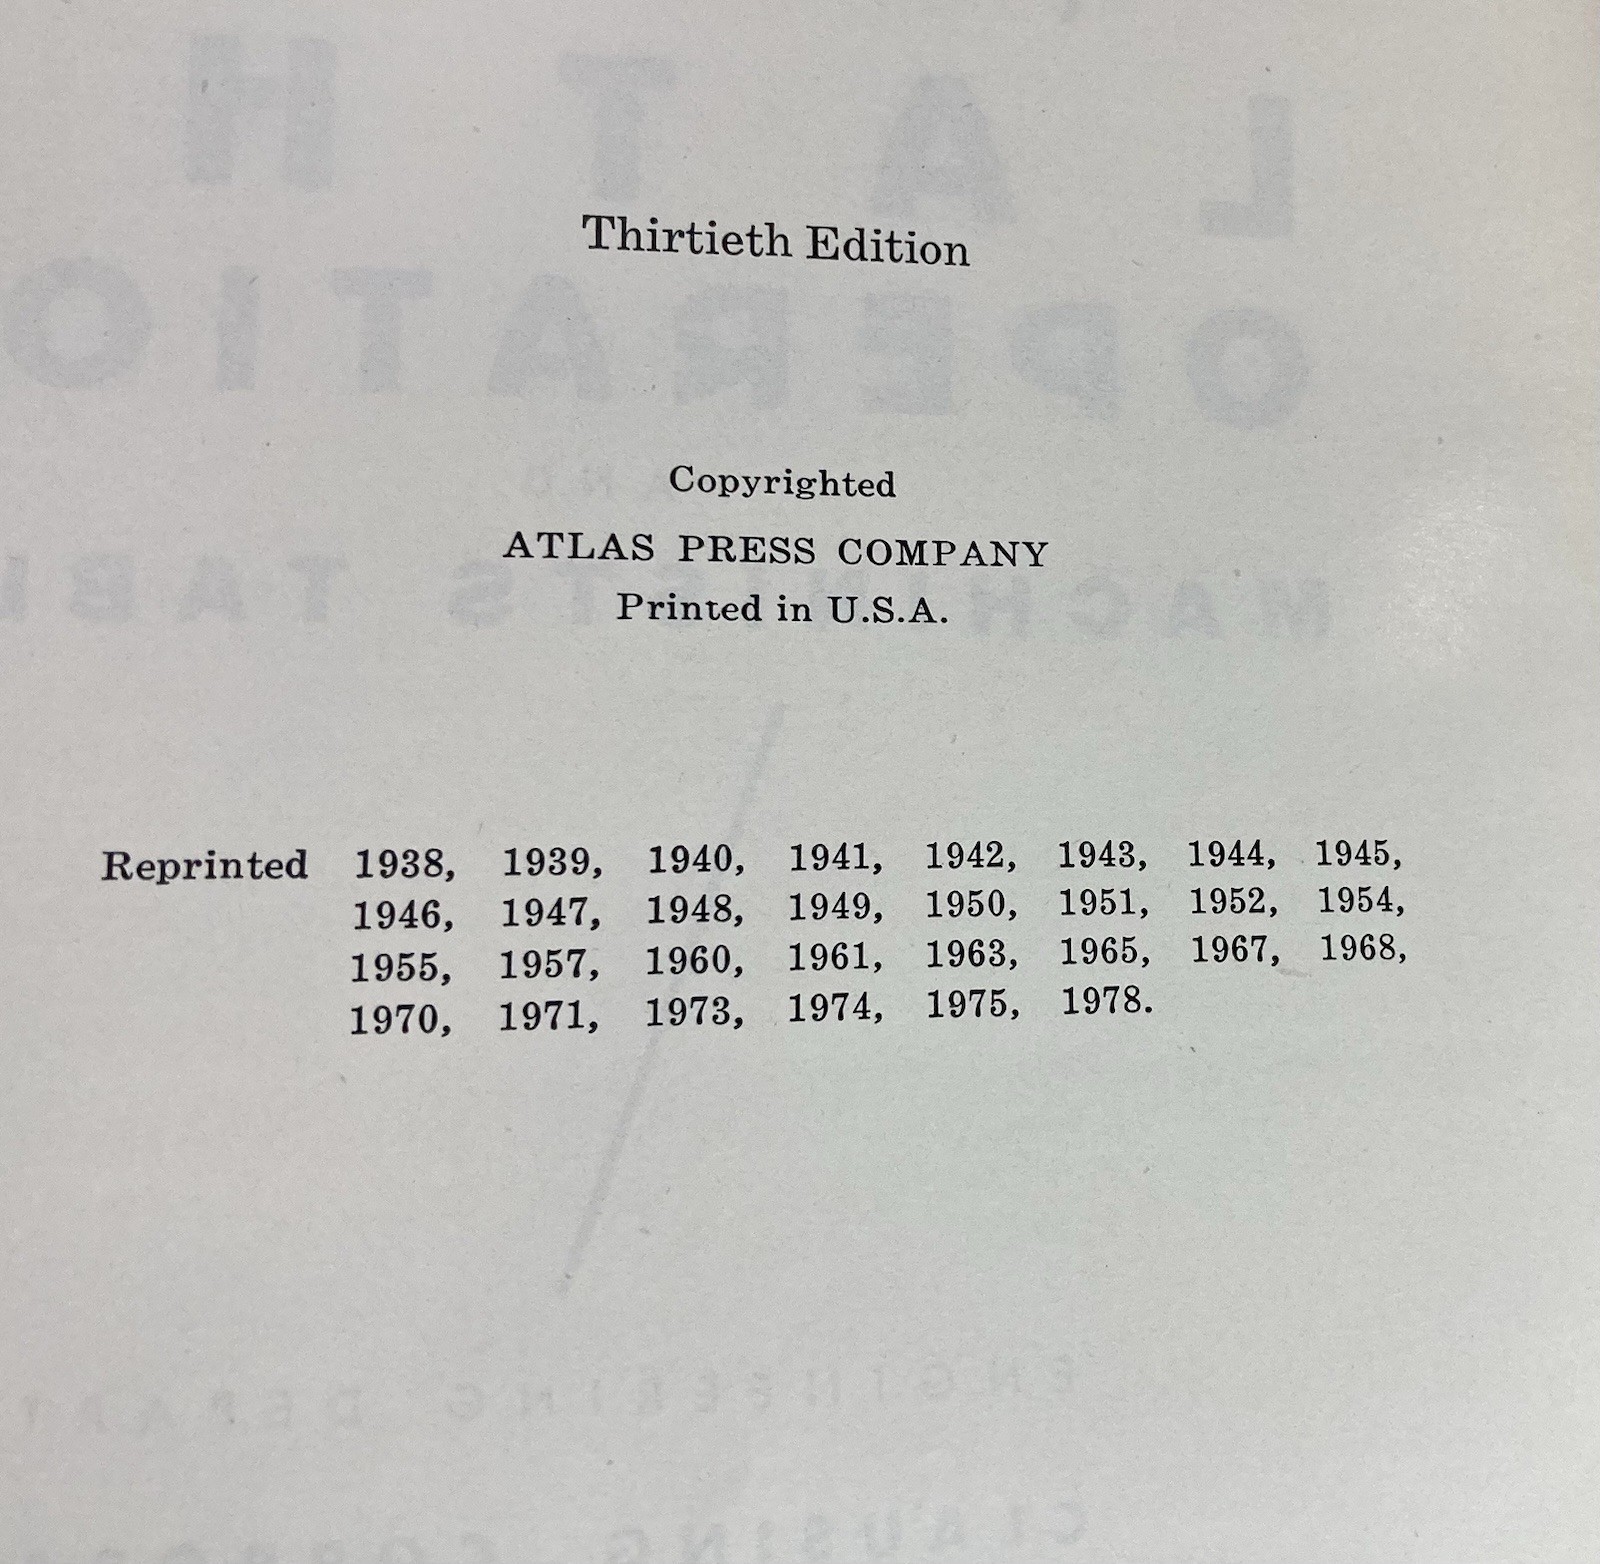 Thirtieth Edition
Copyrighted
ATLAS PRESS COMPANY
Printed in U.S.A.
Reprinted 1938, 1939, 1940, 1941, 1942, 1943, 1944, 1945,
1946, 1947, 1948, 1949, 1950, 1951, 1952, 1954,
1955, 1957, 1960, 1961, 1963, 1965, 1967, 1968,
1970, 1971, 1973, 1974, 1975, 1978.